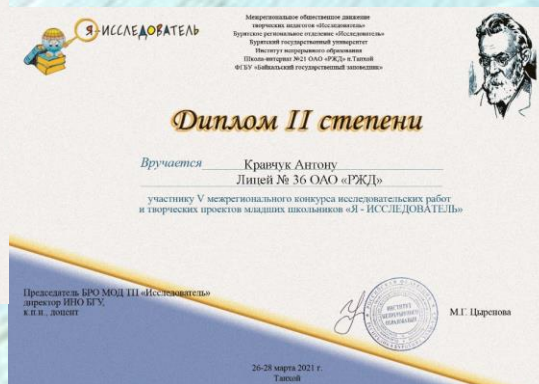 Я-ИССЛЕДОВАТЕЛЬ
Межрегиональное общественное движение
творческих педагогов «Исследователь»
Бурятское региональное отделение «Исследователь»
Бурятский государственный университет
Институт непрерывного образования
Школа-интернат №21 ОАО «РЖД» п.Танхой
ФГБУ «Байкальский государственный заповедник»
Диплом II степени
Вручается Кравчук Антону
Лицей № 36 ОАО «РЖД»
участнику V межрегионального конкурса исследовательских работ
и творческих проектов младших школьников «Я - ИССЛЕДОВАТЕЛЬ»
Председатель БРО МОД ТП «Исследователь»
директор ИНО БГУ,
к.п.н., доцент
ИНСТИТУТ
НЕПРЕРЫВНОГО
ОБРАЗОВАНИЯ
М.Г. Цыренова
26-28 марта 2021 г.
Танхой